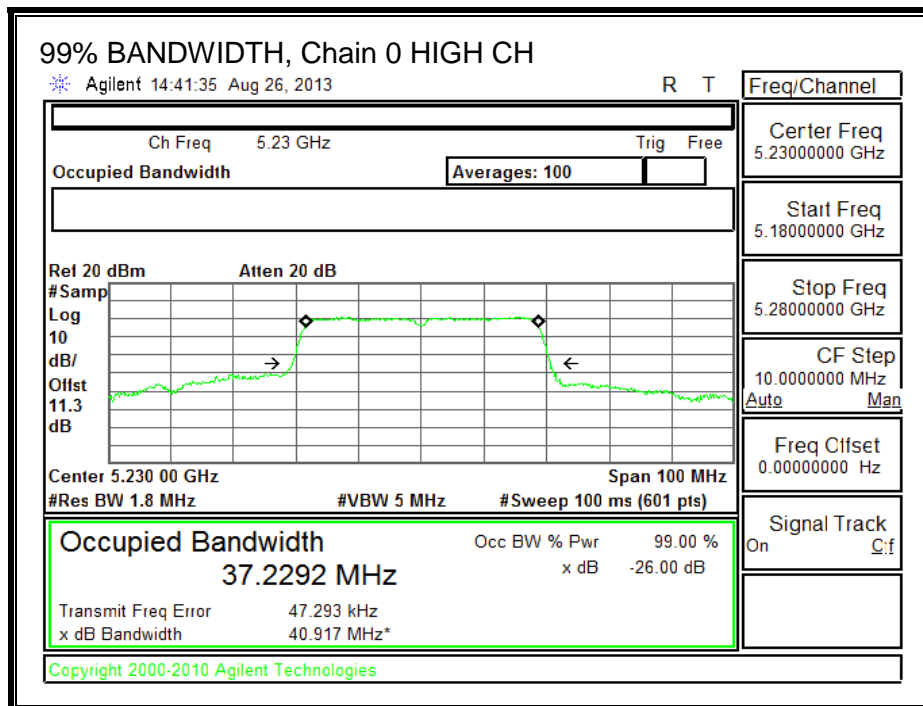 99% BANDWIDTH, Chain 0 HIGH CH
Agilent 14:41:35 Aug 26, 2013 R T
Freq/Channel
Ch Freq 5.23 GHz Trig Free
Occupied Bandwidth Averages: 100
Center Freq
5.23000000 GHz
Start Freq
5.18000000 GHz
Stop Freq
5.28000000 GHz
CF Step
10.0000000 MHz
Auto Man
Freq Offset
0.00000000 Hz
Signal Track
On Off
Ref 20 dBm Atten 20 dB
#Samp
Log
10
dB/
Offst
11.3
dB
Center 5.230 00 GHz Span 100 MHz
#Res BW 1.8 MHz #VBW 5 MHz #Sweep 100 ms (601 pts)
Occupied Bandwidth Occ BW % Pwr 99.00 %
37.2292 MHz x dB -26.00 dB
Transmit Freq Error 47.293 kHz
x dB Bandwidth 40.917 MHz*
Copyright 2000-2010 Agilent Technologies